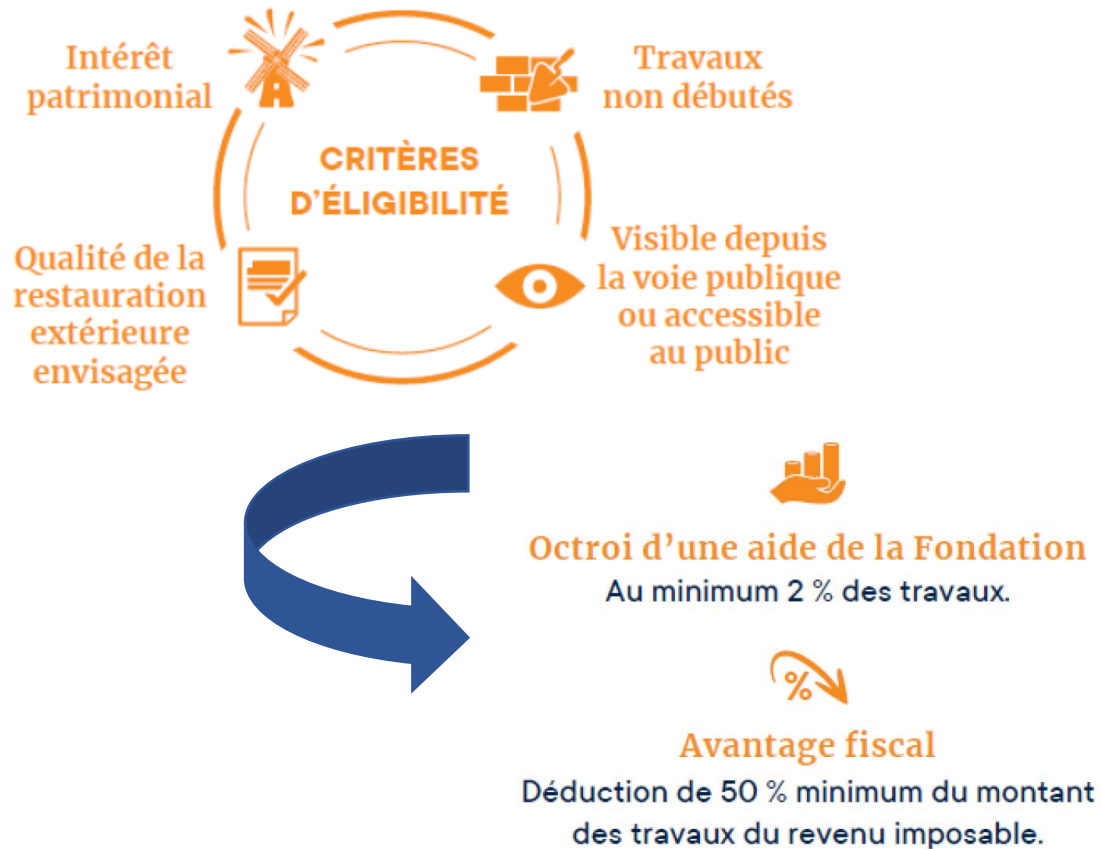 Intérêt
patrimonial
Travaux
non débutés
CRITÈRES
D'ÉLIGIBILITÉ
Qualité de la
restauration
extérieure
envisagée
Visible depuis
la voie publique
ou accessible
au public
Octroi d'une aide de la Fondation
Au minimum 2 % des travaux.
%
Avantage fiscal
Déduction de 50 % minimum du montant
des travaux du revenu imposable.